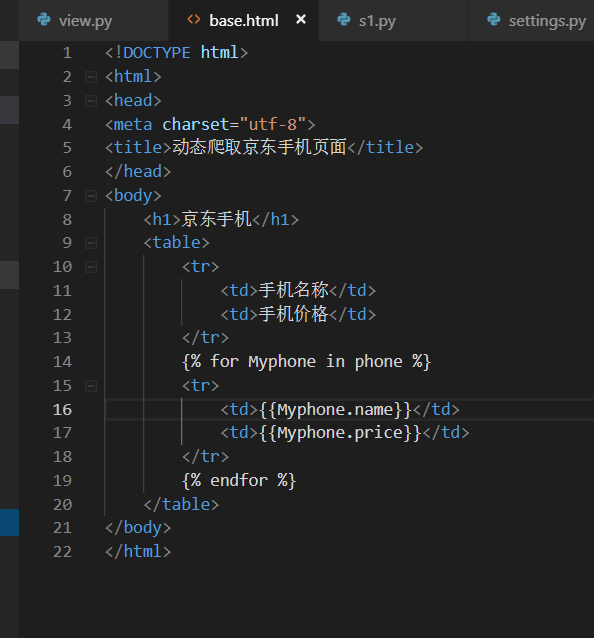 view.py base.html × s1.py settings.py
1 <!DOCTYPE html>
2 <html>
3 <head>
4 <meta charset="utf-8">
5 <title>动态爬取京东手机页面</title>
6 </head>
7 <body>
8 <h1>京东手机</h1>
9 <table>
10 <tr>
11 <td>手机名称</td>
12 <td>手机价格</td>
13 </tr>
14 {% for Myphone in phone %}
15 <tr>
16 <td>{{Myphone.name}}</td>
17 <td>{{Myphone.price}}</td>
18 </tr>
19 {% endfor %}
20 </table>
21 </body>
22 </html>